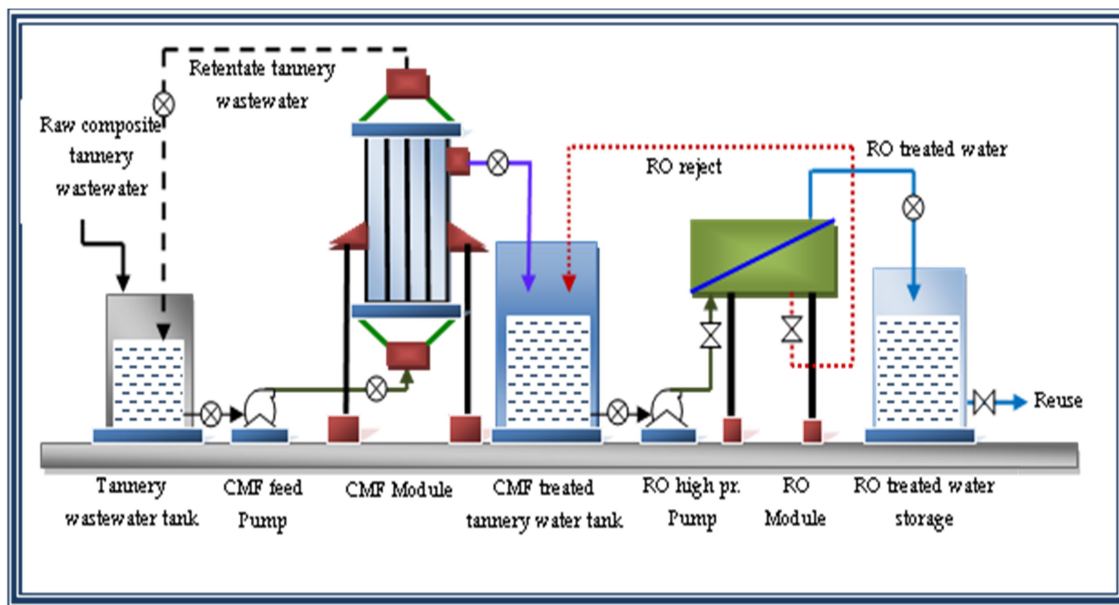 Retentate tannery
wastewater
Raw composite
tannery
wastewater
RO treated water
RO reject
Reuse
Tannery
wastewater tank
CMF feed
Pump
CMF Module
CMF treated
tannery water tank
RO high pr.
Pump
RO
Module
RO treated water
storage